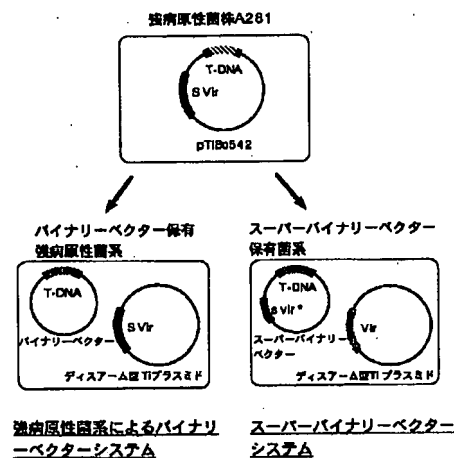 強病原性菌株A281
T-DNA
S Vir
pTiBo542
バイナリーベクター保有
強病原性菌系
T-DNA
バイナリーベクター
S Vir
ディスアーム型Tiプラスミド
スーパーバイナリーベクター
保有菌系
T-DNA
S Vir*
スーパーバイナリー
ベクター
Vir
ディスアーム型Tiプラスミド
強病原性菌系によるバイナリ
ーベクターシステム
スーパーバイナリーベクター
システム